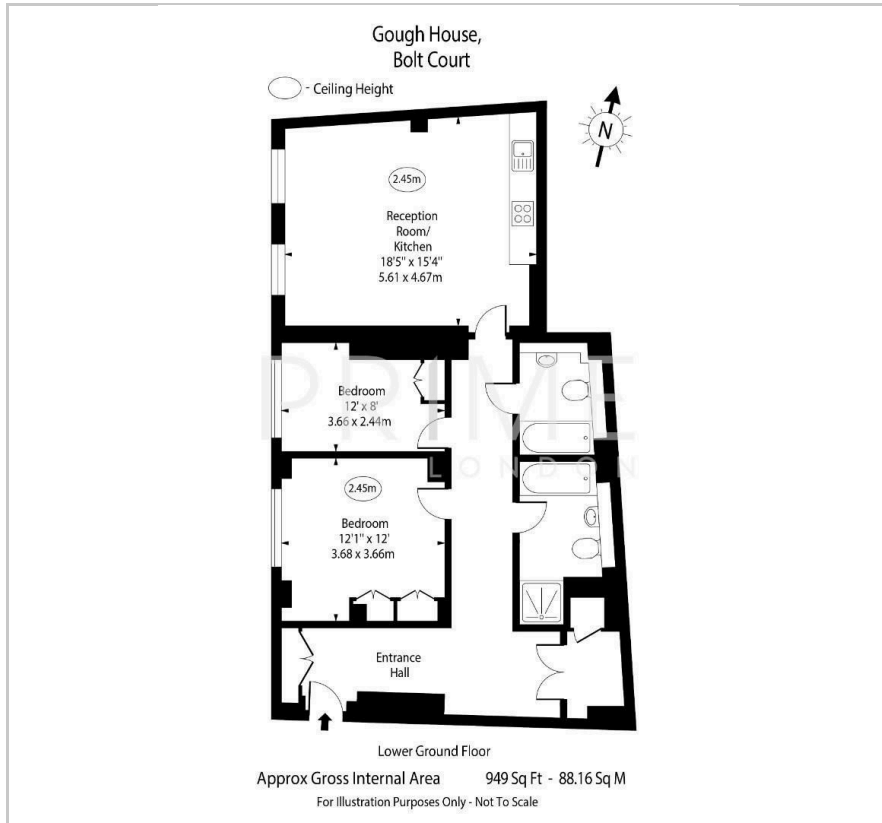 Gough House,
Bolt Court
- Ceiling Height
N
2.45m
Reception
Room/
Kitchen
18'5" x 15'4"
5.61 x 4.67m
Bedroom
12' x 8'
3.66 x 2.44m
PRIME
LONDON
2.45m
Bedroom
12'1" x 12'
3.68 x 3.66m
Entrance
Hall
Lower Ground Floor
Approx Gross Internal Area 949 Sq Ft - 88.16 Sq M
For Illustration Purposes Only - Not To Scale